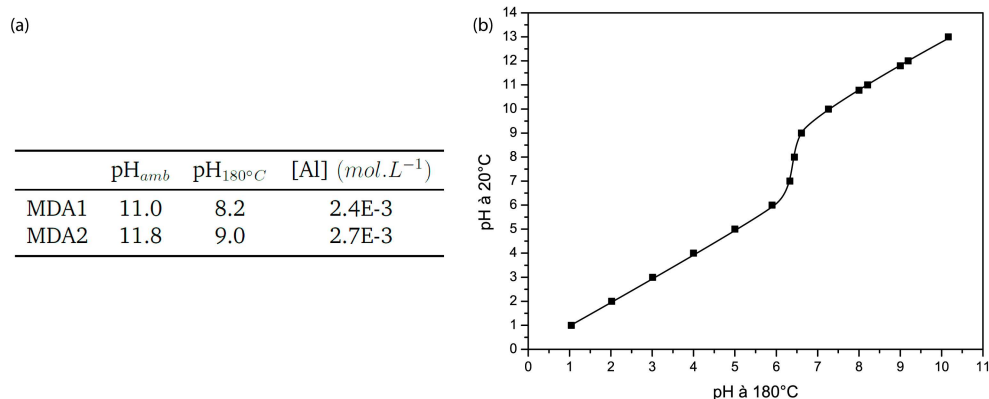 (a)
pH_amb pH_180°C [Al] (mol.L⁻¹)
MDA1 11.0 8.2 2.4E-3
MDA2 11.8 9.0 2.7E-3
(b)
pH à 20°C
14
13
12
11
10
9
8
7
6
5
4
3
2
1
0
0 1 2 3 4 5 6 7 8 9 10 11
pH à 180°C